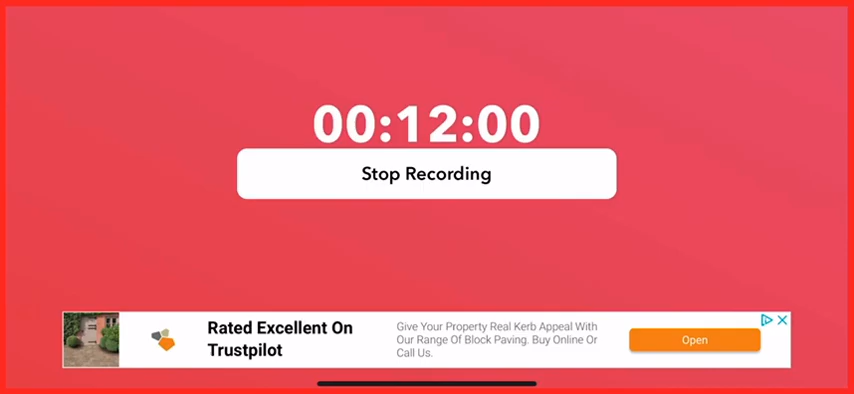 00:12:00
Stop Recording
Rated Excellent On
Trustpilot
Give Your Property Real Kerb Appeal With
Our Range Of Block Paving. Buy Online Or
Call Us.
Open